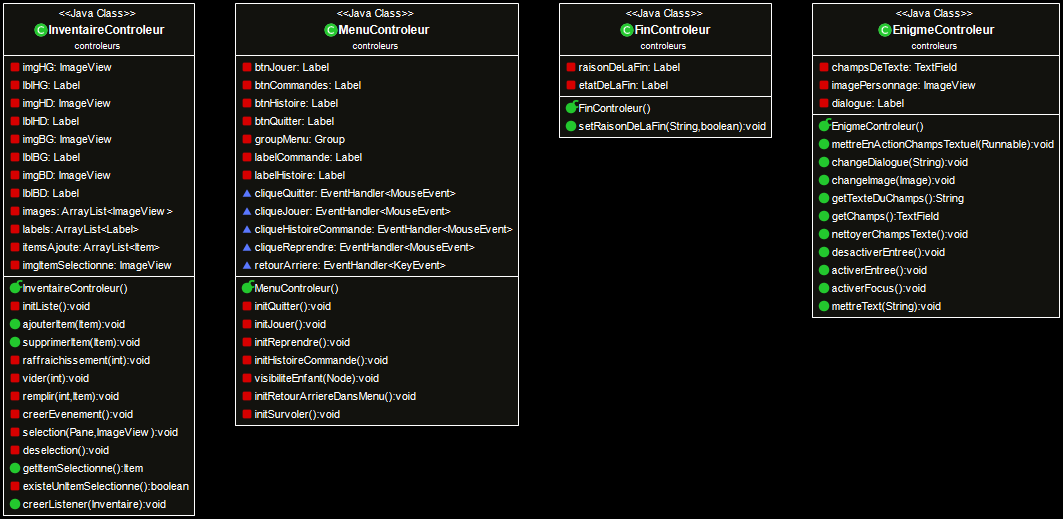 <<Java Class>>
InventaireControleur
controleurs
imgHG: ImageView
lblHG: Label
imgHD: ImageView
lblHD: Label
imgBG: ImageView
lblBG: Label
imgBD: ImageView
lblBD: Label
images: ArrayList<ImageView>
labels: ArrayList<Label>
itemsAjoute: ArrayList<Item>
imgItemSelectionne: ImageView
InventaireControleur()
initListe():void
ajouterItem(Item):void
supprimerItem(Item):void
raffraichissement(int):void
vider(int):void
remplir(int,Item):void
creerEvenement():void
selection(Pane,ImageView):void
deselection():void
getItemSelectionne():Item
existeUnItemSelectionne():boolean
creerListener(Inventaire):void
<<Java Class>>
MenuControleur
controleurs
btnJouer: Label
btnCommandes: Label
btnHistoire: Label
btnQuitter: Label
groupMenu: Group
labelCommande: Label
labelHistoire: Label
cliqueQuitter: EventHandler<MouseEvent>
cliqueJouer: EventHandler<MouseEvent>
cliqueHistoireCommande: EventHandler<MouseEvent>
cliqueReprendre: EventHandler<MouseEvent>
retourArriere: EventHandler<KeyEvent>
MenuControleur()
initQuitter():void
initJouer():void
initReprendre():void
initHistoireCommande():void
visibiliteEnfant(Node):void
initRetourArriereDansMenu():void
initSurvoler():void
<<Java Class>>
FinControleur
controleurs
raisonDeLaFin: Label
etatDeLaFin: Label
FinControleur()
setRaisonDeLaFin(String,boolean):void
<<Java Class>>
EnigmeControleur
controleurs
champsDeTexte: TextField
imagePersonnage: ImageView
dialogue: Label
EnigmeControleur()
mettreEnActionChampsTextuel(Runnable):void
changeDialogue(String):void
changeImage(Image):void
getTexteDuChamps():String
getChamps():TextField
nettoyerChampsTexte():void
desactiverEntree():void
activerEntree():void
activerFocus():void
mettreText(String):void